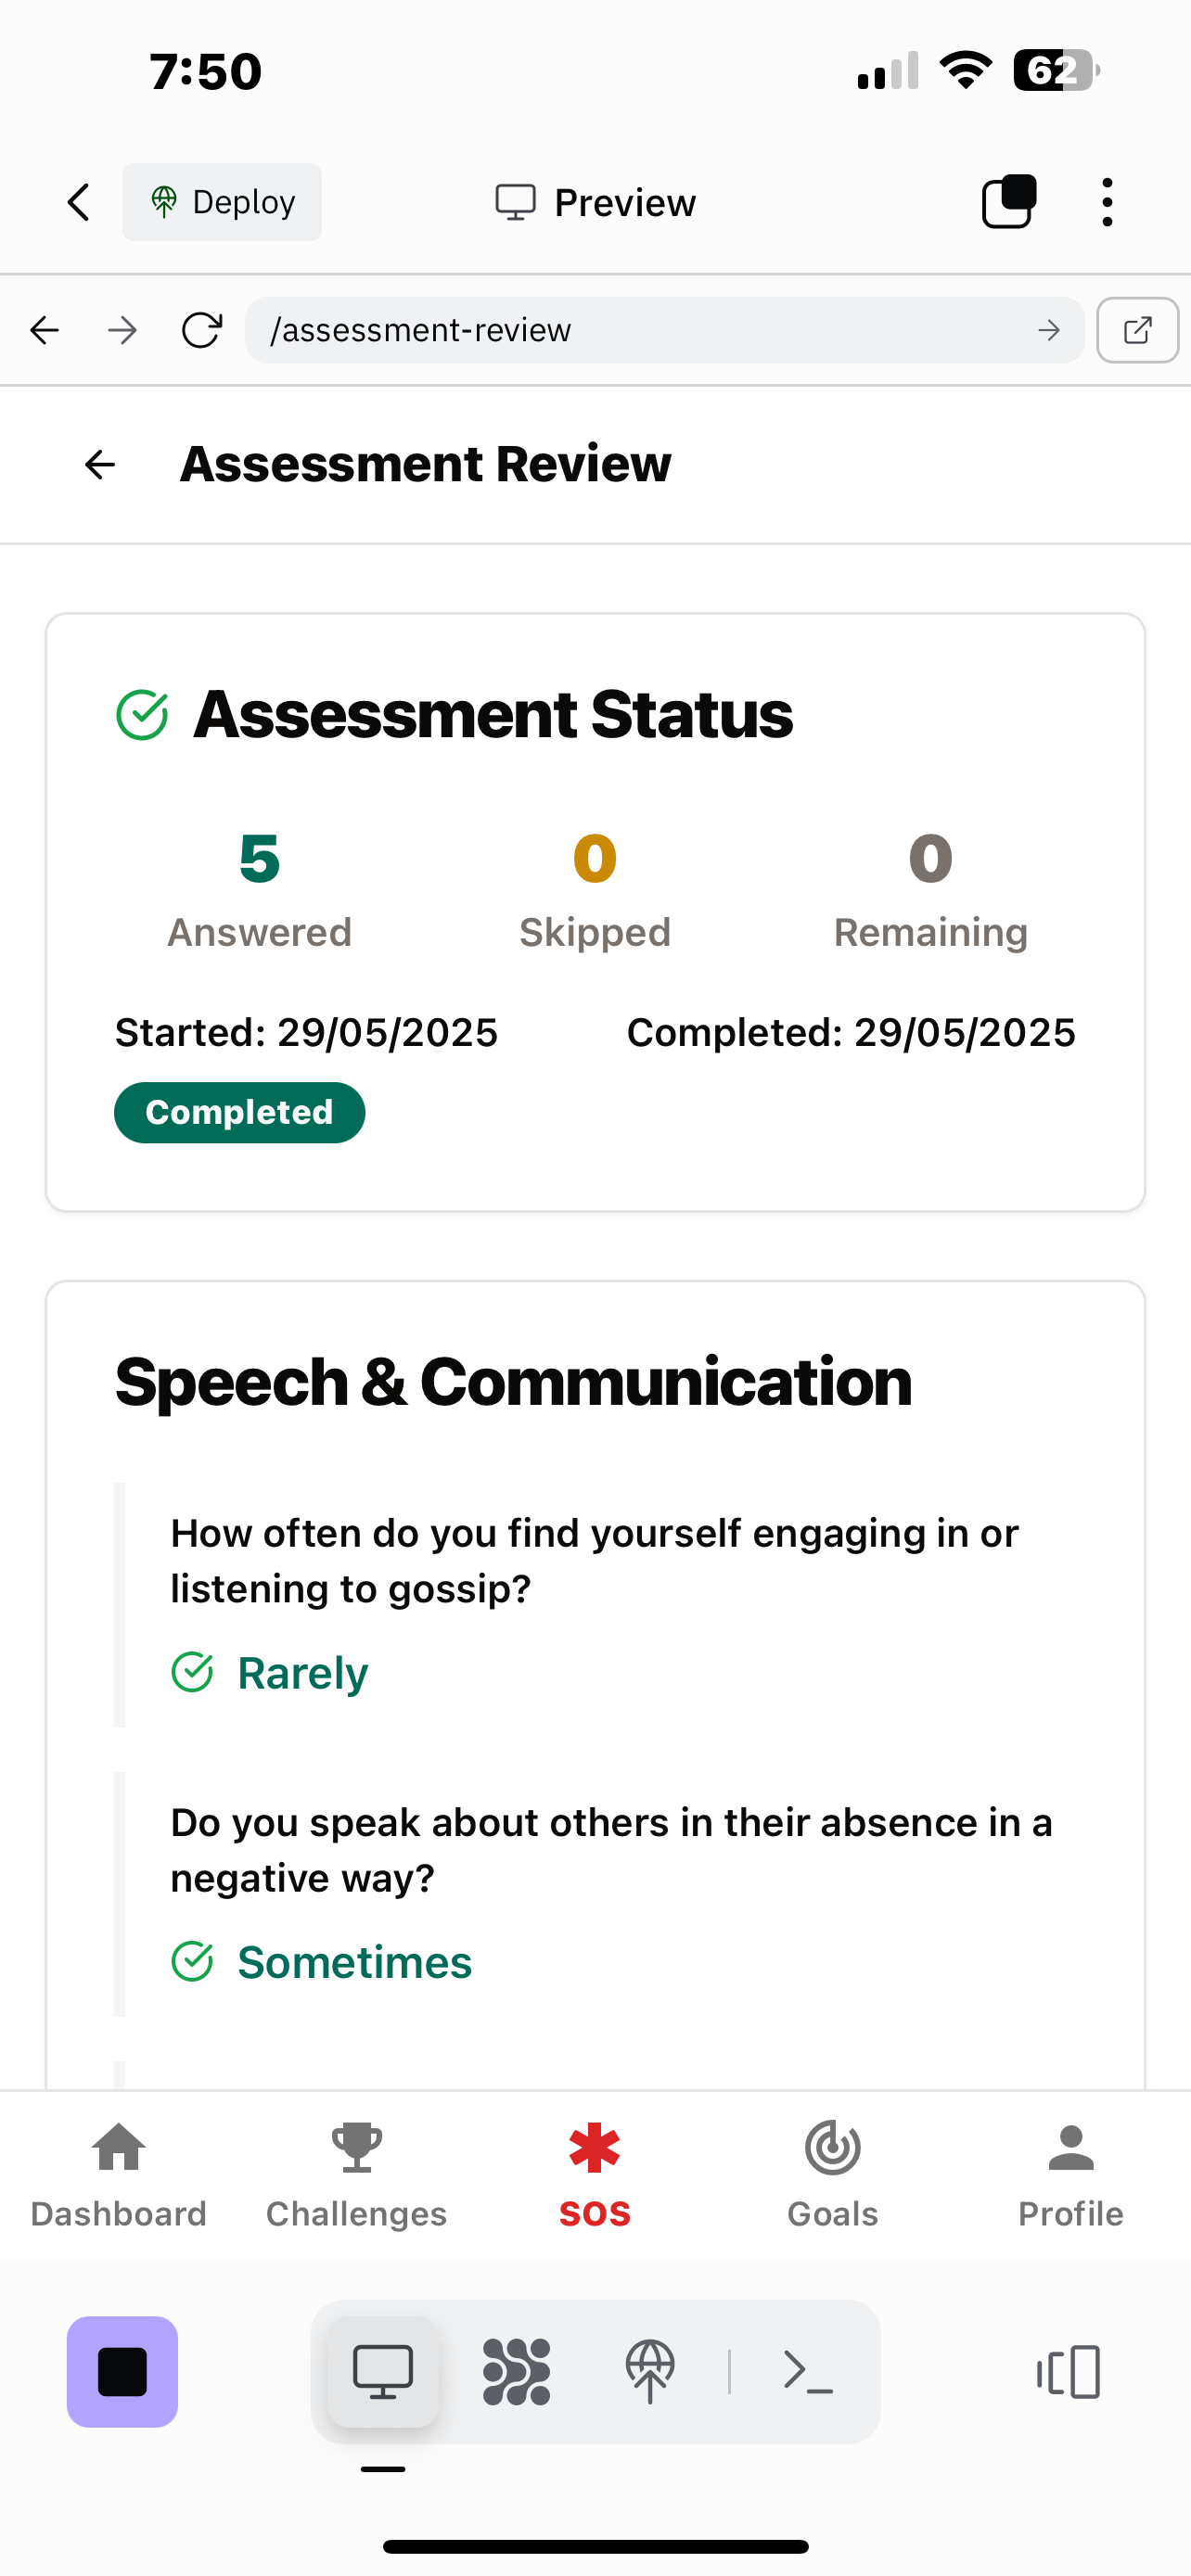 7:50
62
Deploy
Preview
/assessment-review
Assessment Review
Assessment Status
5
0
0
Answered
Skipped
Remaining
Started: 29/05/2025
Completed: 29/05/2025
Completed
Speech & Communication
How often do you find yourself engaging in or
listening to gossip?
Rarely
Do you speak about others in their absence in a
negative way?
Sometimes
Dashboard
Challenges
SOS
Goals
Profile